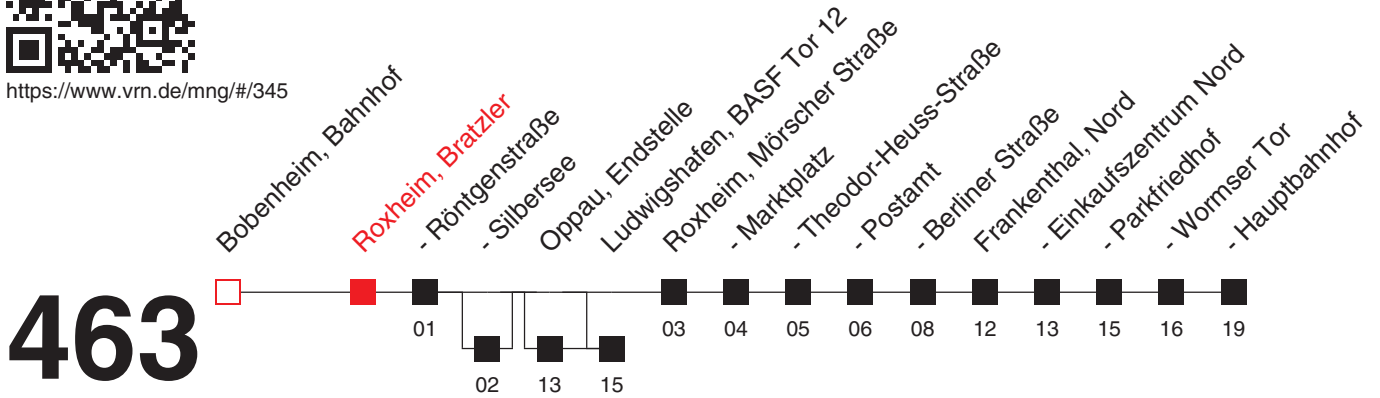 https://www.vrn.de/mng/#/345
Bobenheim, Bahnhof
Roxheim, Bratzler
- Röntgenstraße
- Silbersee
Oppau, Endstelle
Ludwigshafen, BASF Tor 12
Roxheim, Mörscher Straße
- Marktplatz
- Theodor-Heuss-Straße
- Postamt
- Berliner Straße
Frankenthal, Nord
- Einkaufszentrum Nord
- Parkfriedhof
- Wormser Tor
- Hauptbahnhof
463
01 03 04 05 06 08 12 13 15 16 19
02 13 15